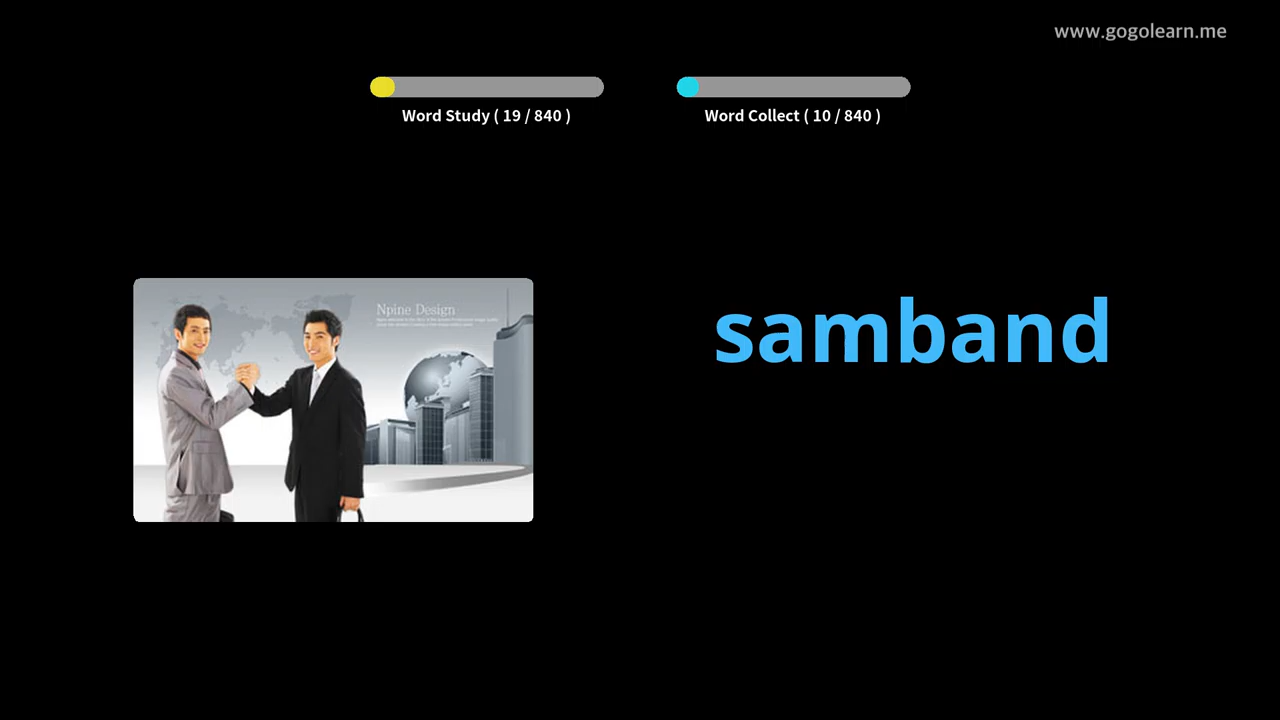 www.gogolearn.me
Word Study ( 19 / 840 )
Word Collect ( 10 / 840 )
Npine Design
samband